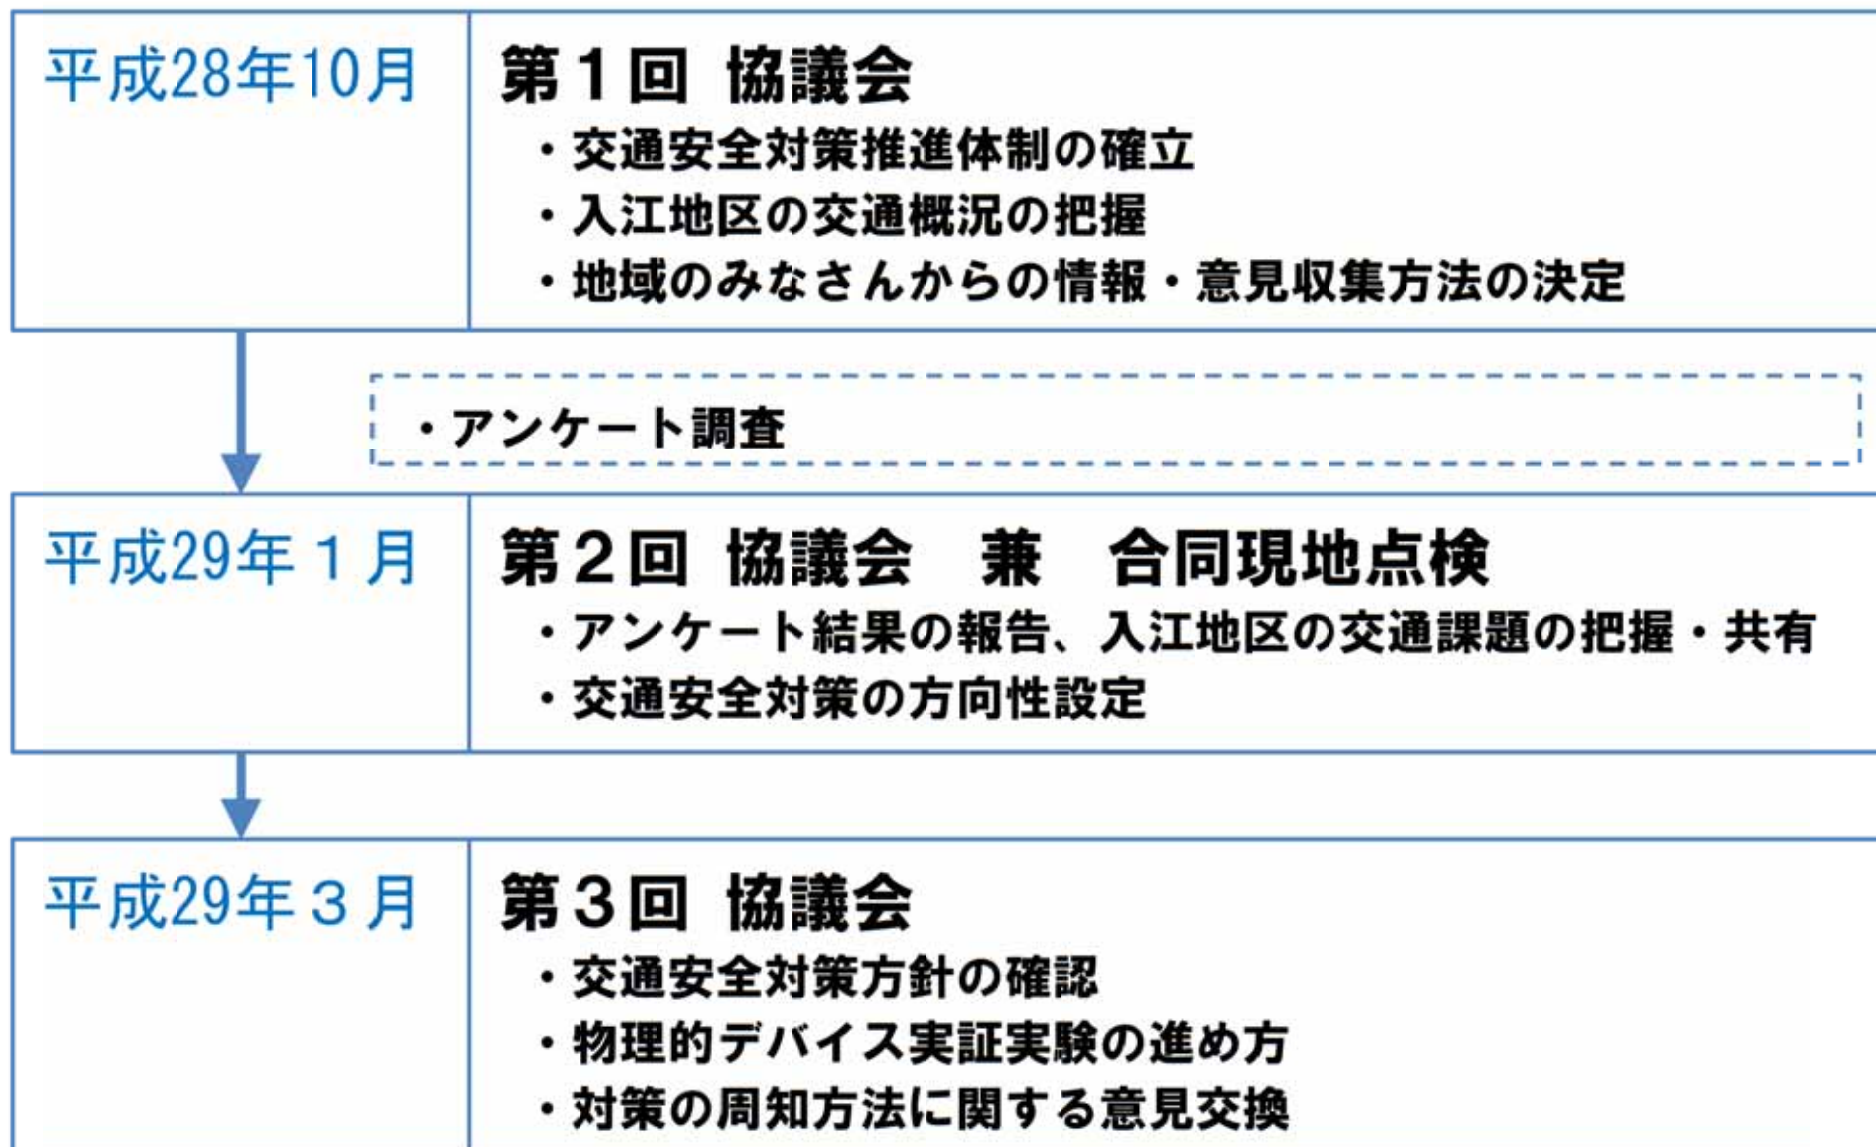 平成28年10月
第１回 協議会
・交通安全対策推進体制の確立
・入江地区の交通概況の把握
・地域のみなさんからの情報・意見収集方法の決定
・アンケート調査
平成29年１月
第２回 協議会　兼　合同現地点検
・アンケート結果の報告、入江地区の交通課題の把握・共有
・交通安全対策の方向性設定
平成29年３月
第３回 協議会
・交通安全対策方針の確認
・物理的デバイス実証実験の進め方
・対策の周知方法に関する意見交換